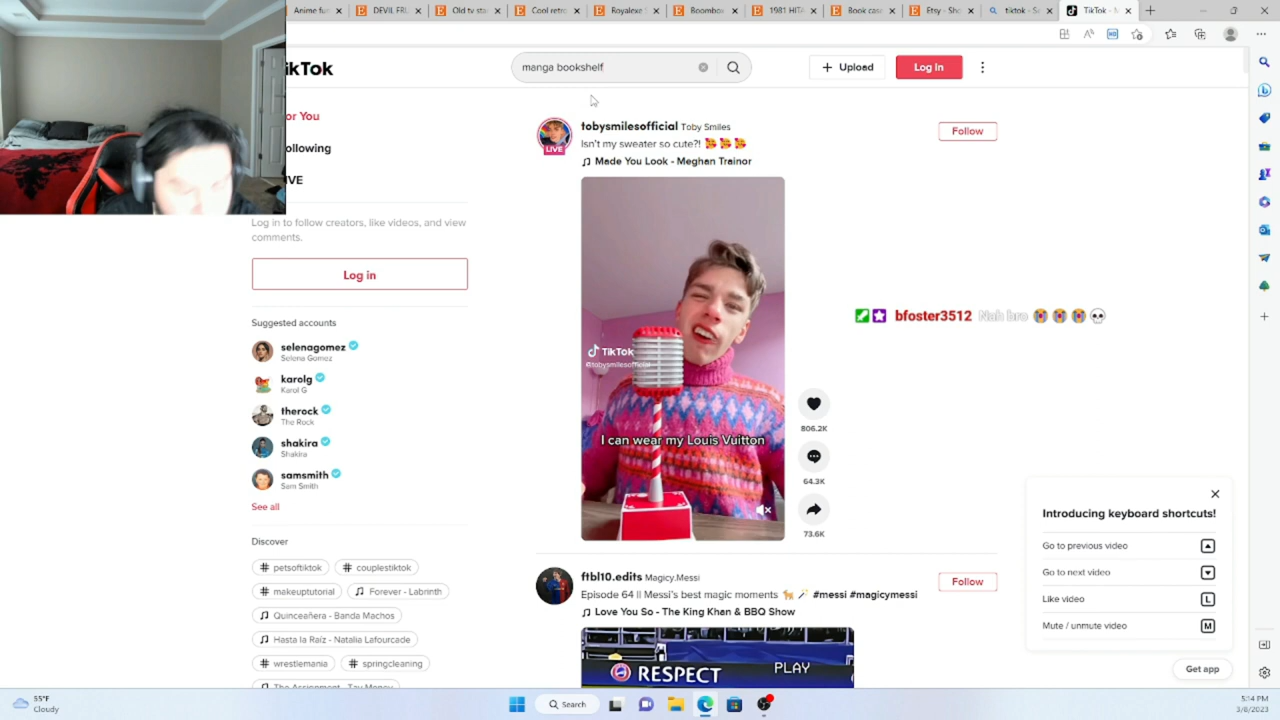 Anime fun
DEVIL FRU
Old tv sta
Cool retro
Royalexe S
Boombox
1981 HITA
Book case
Etsy - Sho
tiktok - Se
TikTok - M
ikTok
manga bookshelf
Upload
Log in
or You
ollowing
IVE
Log in to follow creators, like videos, and view
comments.
Log in
Suggested accounts
selenagomez
Selena Gomez
karolg
Karol G
therock
The Rock
shakira
Shakira
samsmith
Sam Smith
See all
Discover
# petsoftiktok
# couplestiktok
# makeuptutorial
Forever - Labrinth
Quinceañera - Banda Machos
Hasta la Raíz - Natalia Lafourcade
# wrestlemania
# springcleaning
tobysmilesofficial Toby Smiles
Isn't my sweater so cute?! 🥰 🥰 🥰
Made You Look - Meghan Trainor
Follow
LIVE
TikTok
@tobysmilesofficial
I can wear my Louis Vuitton
806.2K
64.3K
73.6K
bfoster3512 Nah bro 😭 😭 😭 💀
ftbl10.edits Magicy.Messi
Episode 64 || Messi's best magic moments 🐐 🪄 #messi #magicymessi
Love You So - The King Khan & BBQ Show
Follow
RESPECT
PLAY
Introducing keyboard shortcuts!
Go to previous video
Go to next video
Like video L
Mute / unmute video M
Get app
55°F
Cloudy
Search
5:14 PM
3/8/2023